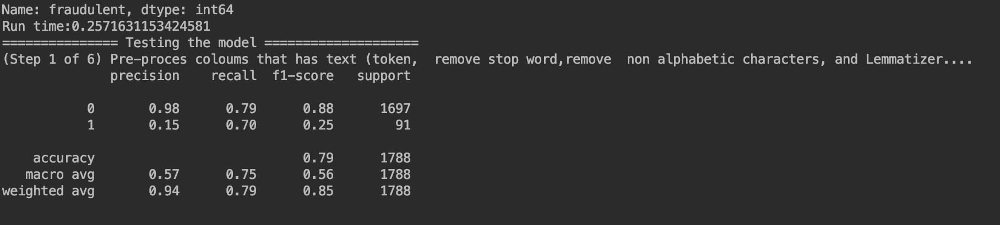 Name: fraudulent, dtype: int64
Run time:0.2571631153424581
=============== Testing the model ====================
(Step 1 of 6) Pre-proces coloums that has text (token,  remove stop word,remove  non alphabetic characters, and Lemmatizer....
              precision    recall  f1-score   support
           0       0.98      0.79      0.88      1697
           1       0.15      0.70      0.25        91
    accuracy                           0.79      1788
   macro avg       0.57      0.75      0.56      1788
weighted avg       0.94      0.79      0.85      1788